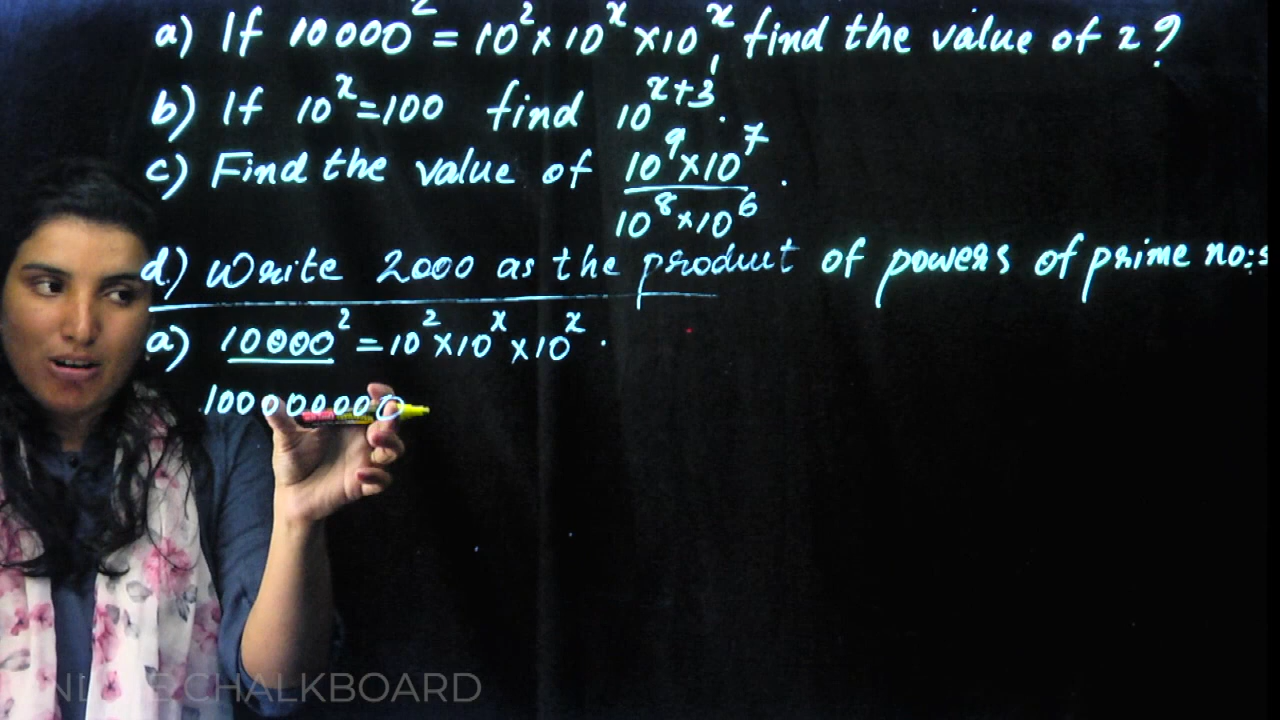 a) If 10000² = 10² × 10ˣ × 10ˣ, find the value of x ?
b) If 10ˣ = 100 find 10ˣ⁺³.
c) Find the value of 10⁹ × 10⁷ / 10⁸ × 10⁶ .
d) Write 2000 as the product of powers of prime no:s
a) 10000² = 10² × 10ˣ × 10ˣ .
100000000
CHALKBOARD